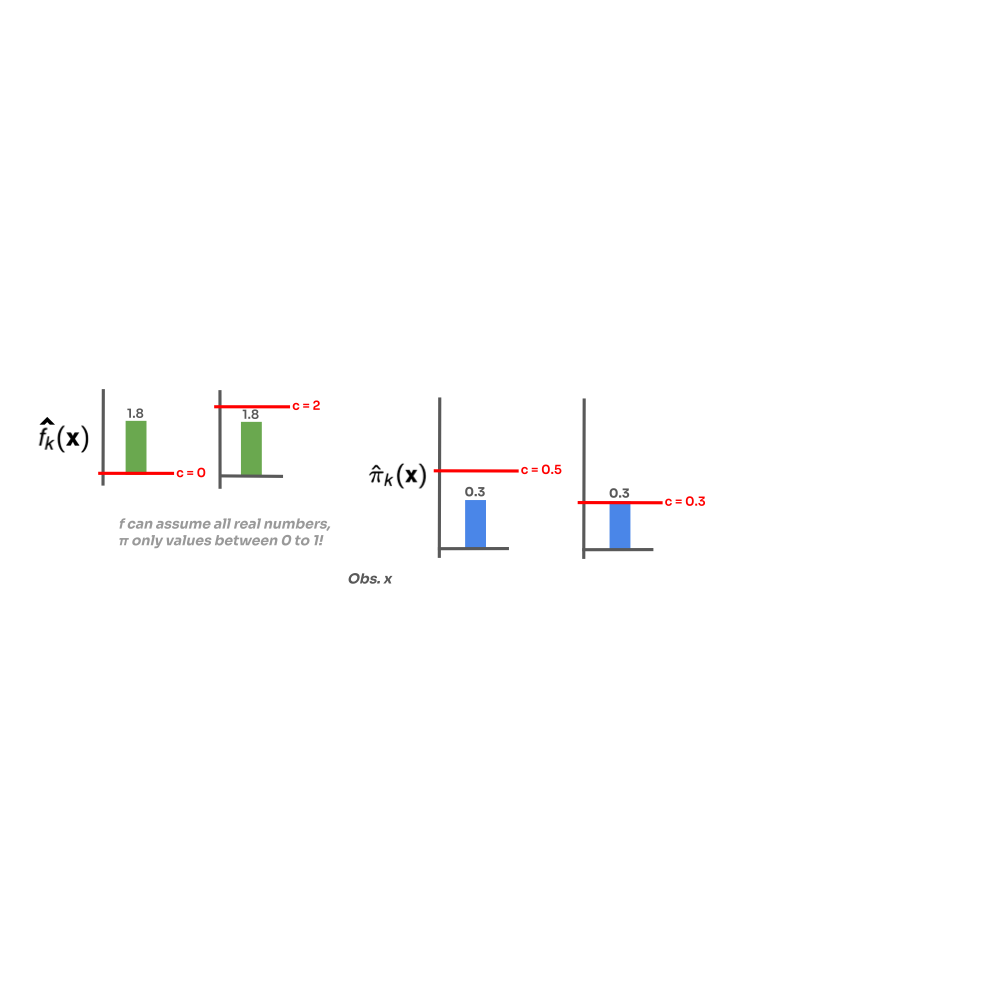 1.8
c = 2
1.8
f̂ₖ(x)
c = 0
π̂ₖ(x)
c = 0.5
0.3
0.3
c = 0.3
f can assume all real numbers,
π only values between 0 to 1!
Obs. x